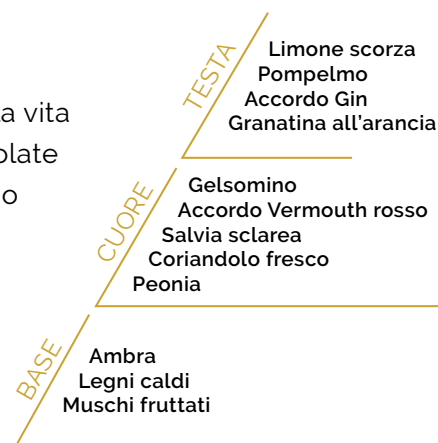 a vita
olate
o
TESTA
Limone scorza
Pompelmo
Accordo Gin
Granatina all’arancia
CUORE
Gelsomino
Accordo Vermouth rosso
Salvia sclarea
Coriandolo fresco
Peonia
BASE
Ambra
Legni caldi
Muschi fruttati